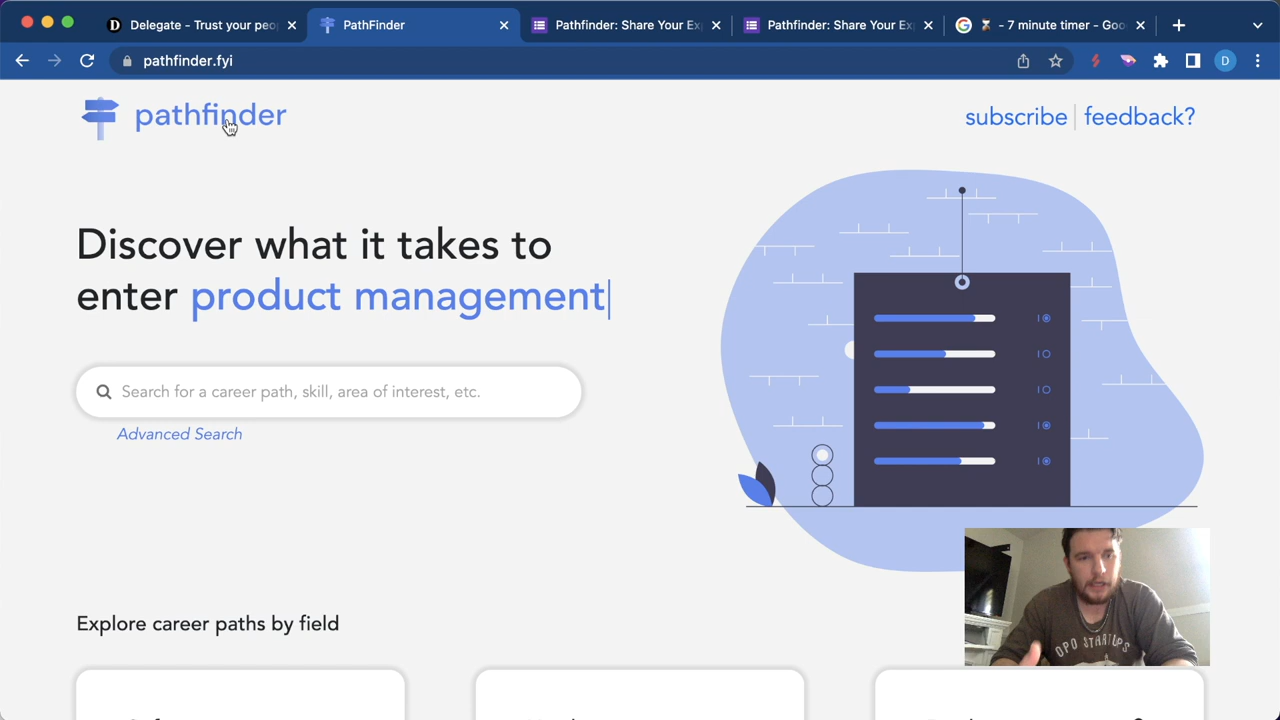 Delegate - Trust your peo
PathFinder
Pathfinder: Share Your Ex
Pathfinder: Share Your Ex
- 7 minute timer - Goo
pathfinder.fyi
D
pathfinder
subscribe
feedback?
Discover what it takes to
enter product management
Search for a career path, skill, area of interest, etc.
Advanced Search
Explore career paths by field
OPO STARTUPS